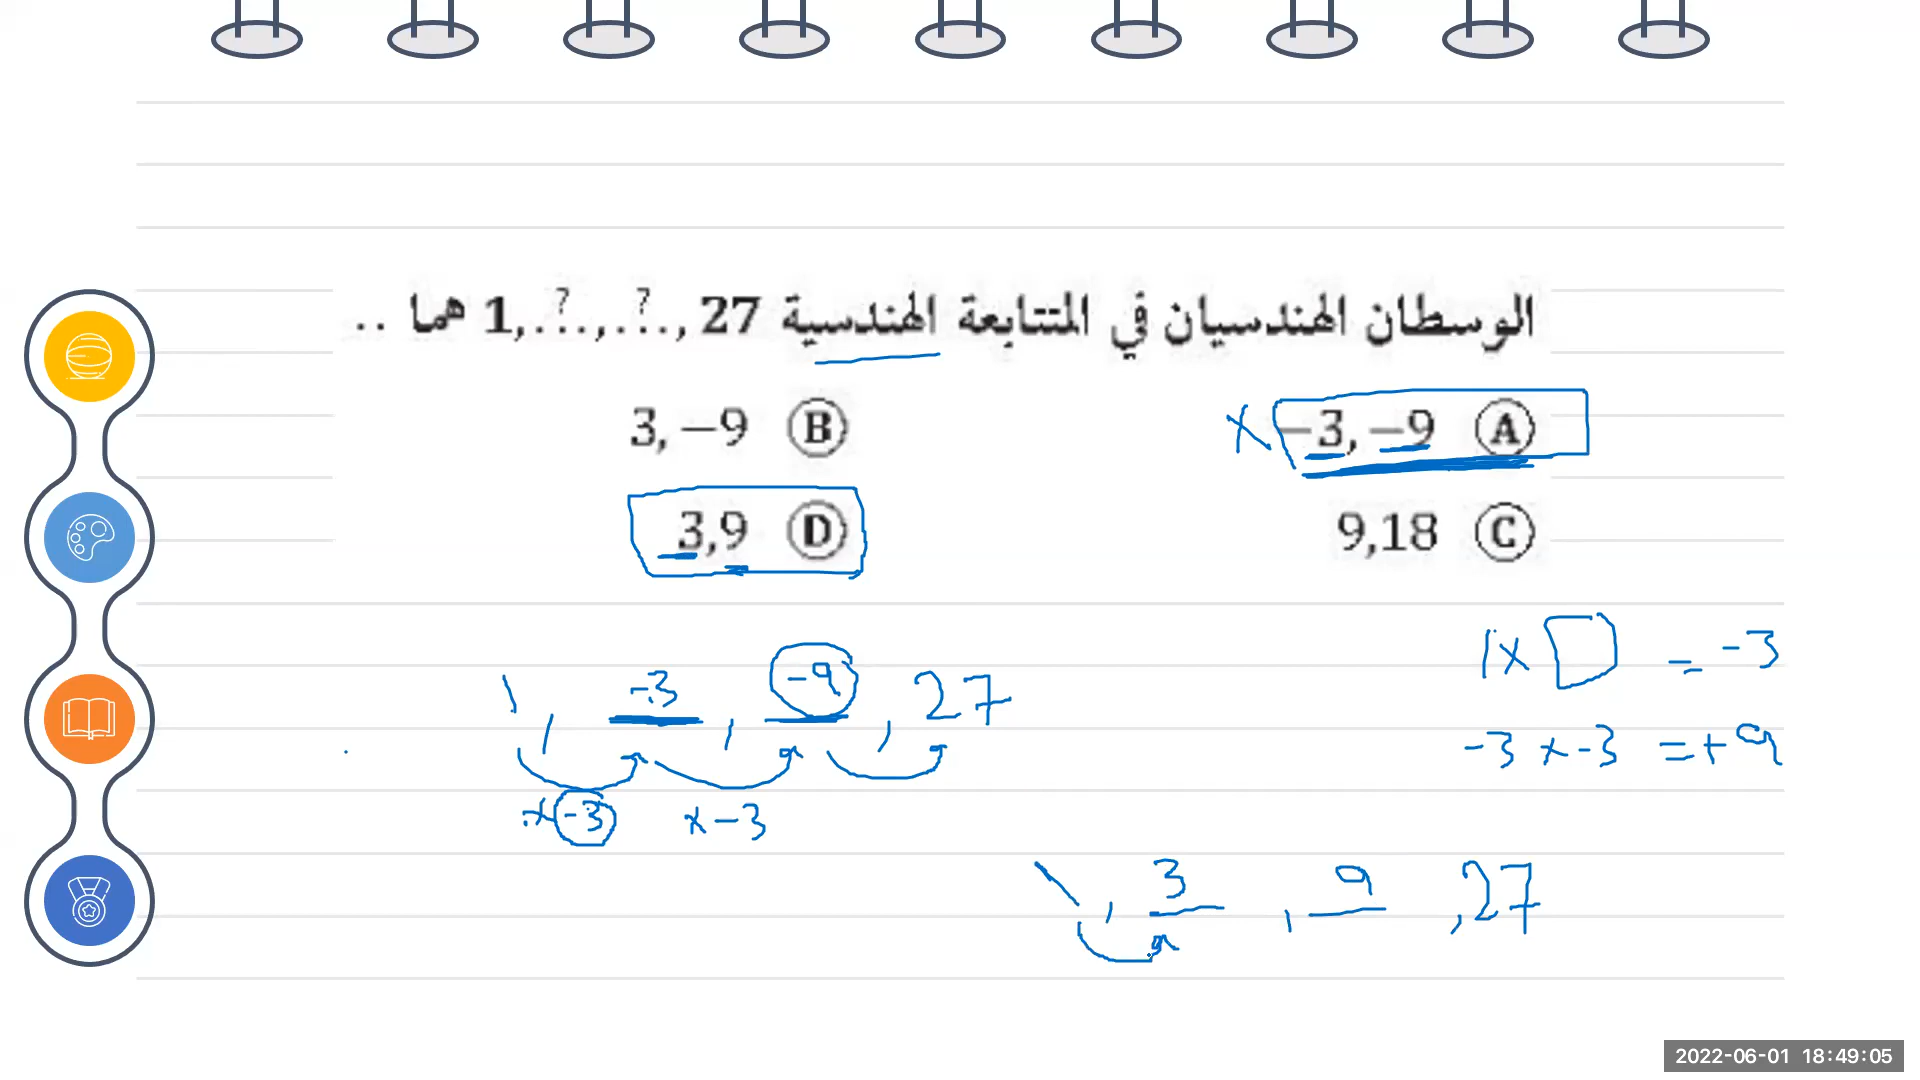 الوسطان الهندسيان في المتتابعة الهندسية 1,.?.,.?.,27 هما ..
−3,−9 Ⓐ 3,−9 Ⓑ
9,18 Ⓒ 3,9 Ⓓ
1x = -3
1, -3, -9, 27
-3 x -3 = +9
x-3 x-3
1, 3, 9, 27
2022-06-01 18:49:05